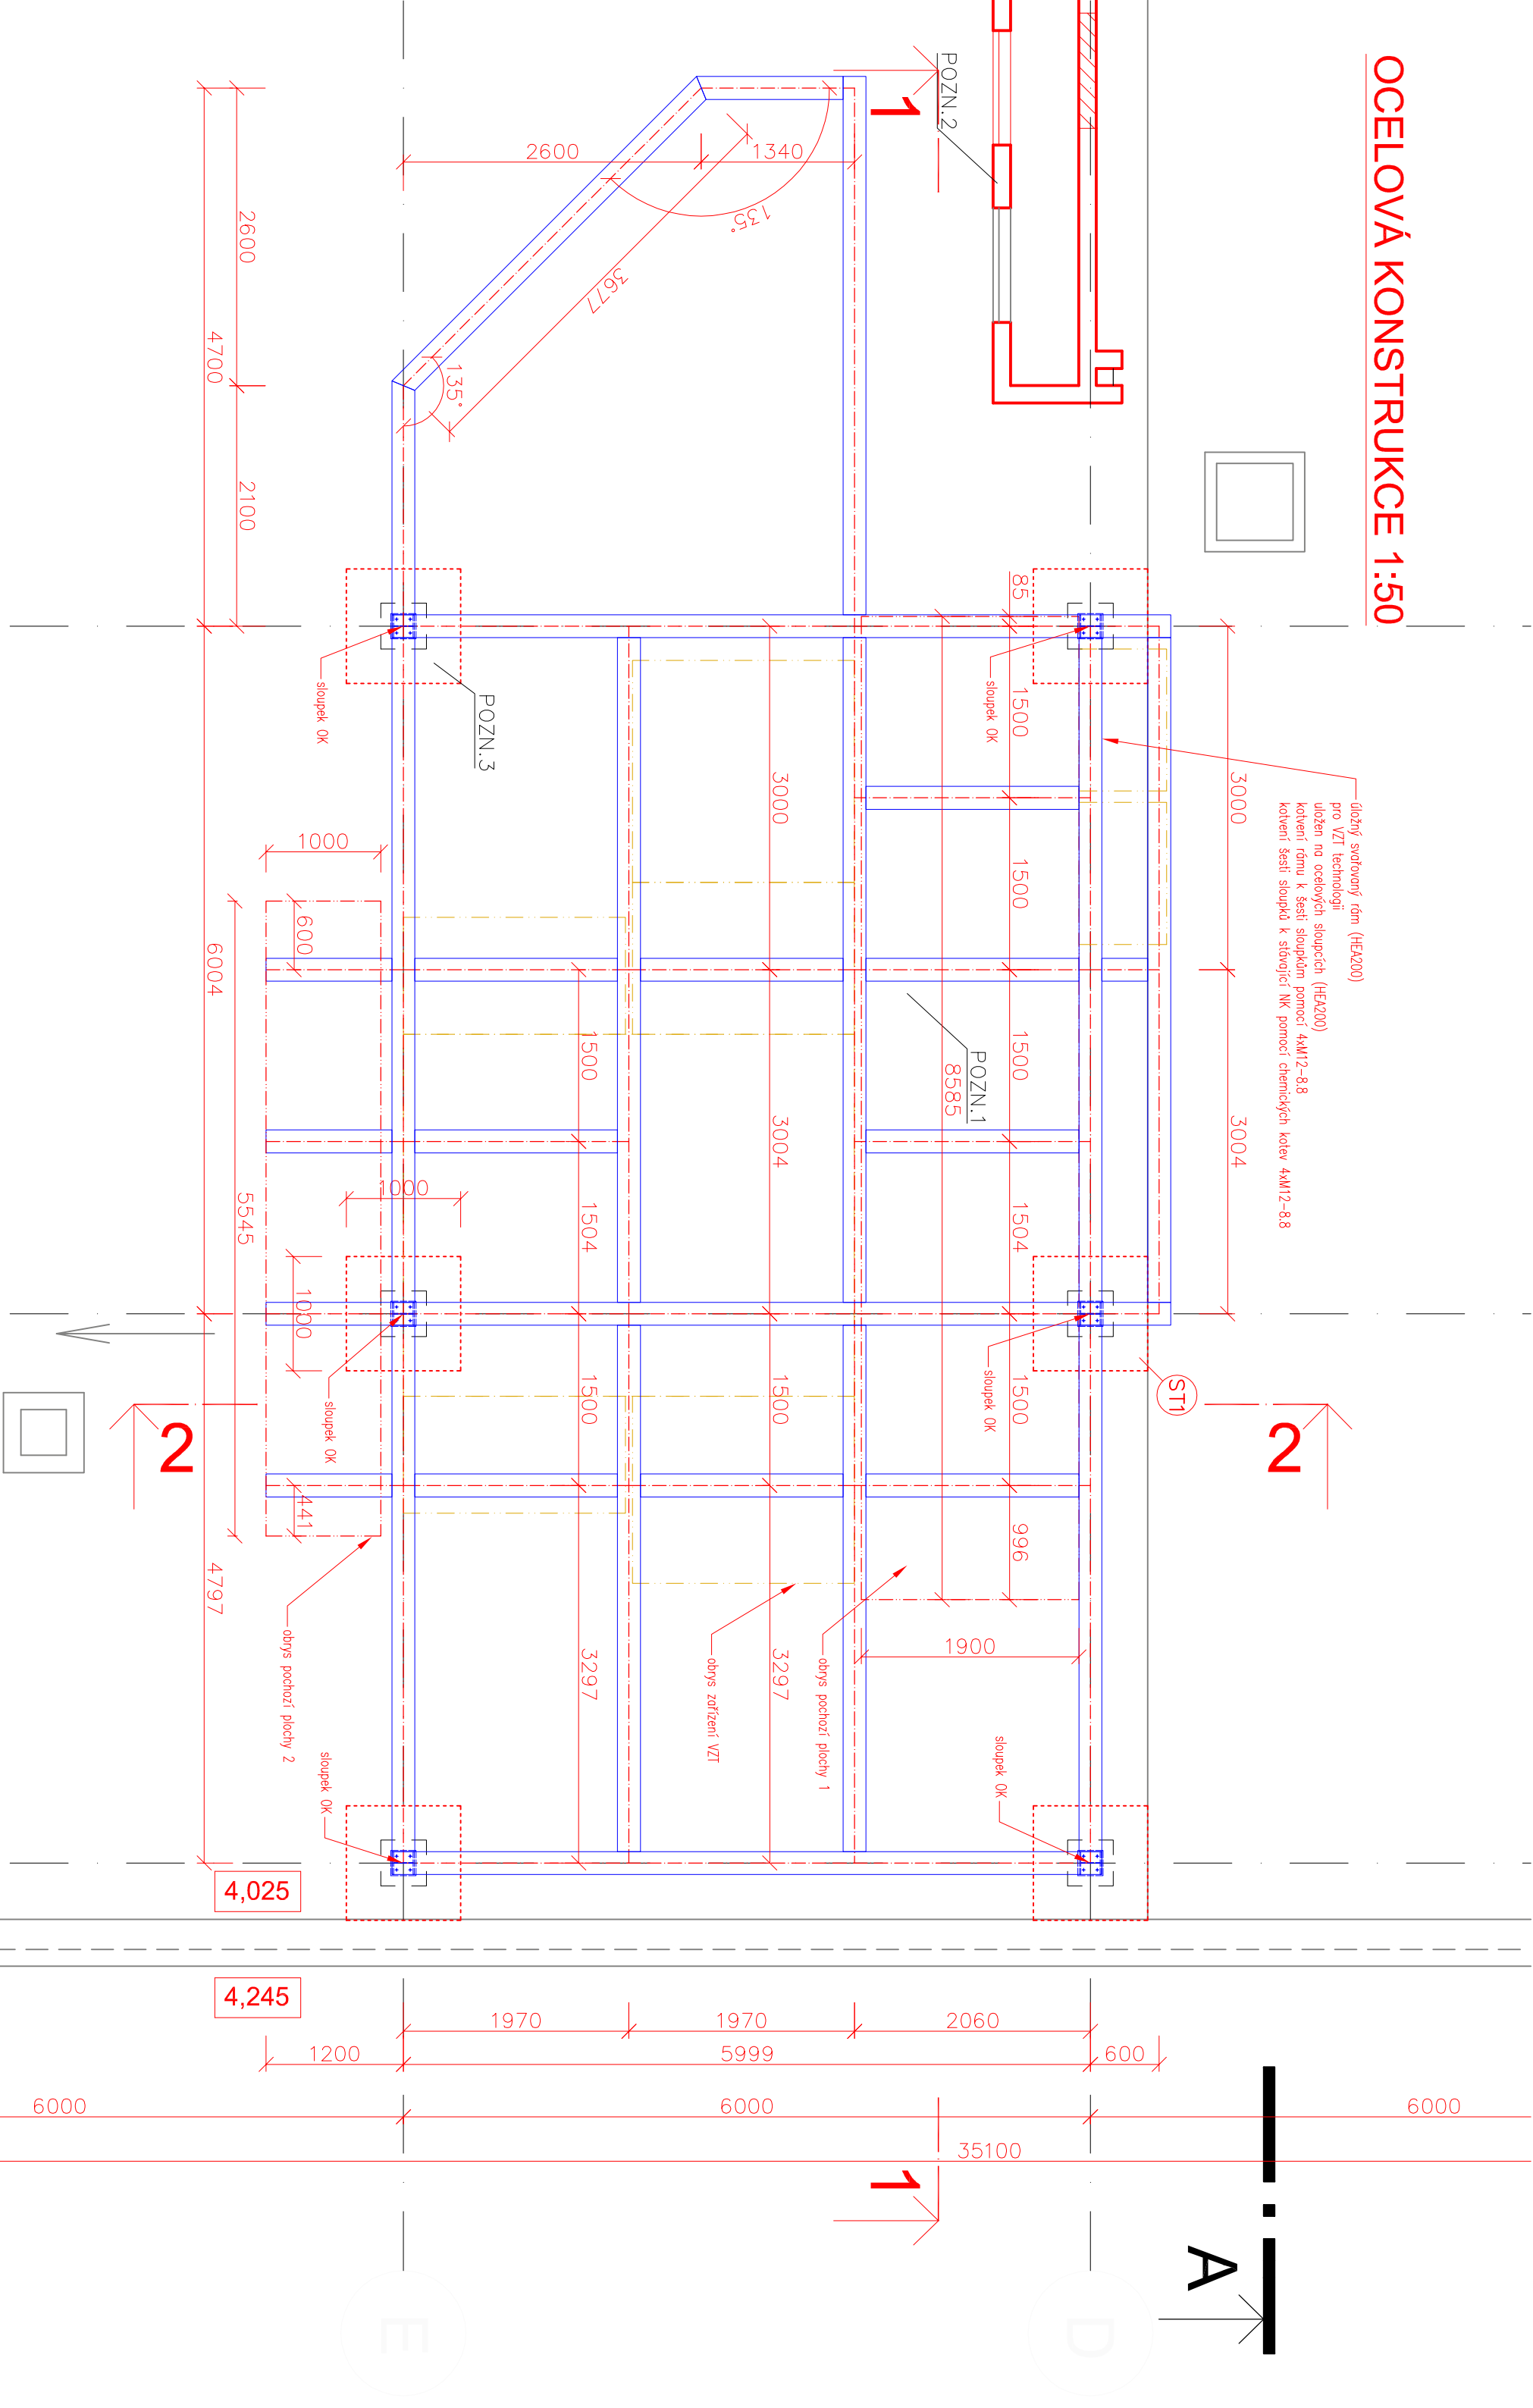 OCELOVÁ KONSTRUKCE 1:50
úložný svařovaný rám (HEA200)
pro VZT technologii
uložen na ocelových sloupcích (HEA200)
kotvení rámu k šesti sloupkům pomocí 4xM12-8.8
kotvení šesti sloupků k stávající NK pomocí chemických kotev 4xM12-8.8
POZN.2
1
2600
1340
135°
3677
135°
2600
2100
4700
85
1500
1500
1500
1504
1500
996
8585
3000
3004
sloupek OK
sloupek OK
POZN.3
3000
3004
1500
3297
POZN.1
1000
600
6004
1500
1504
1500
3297
5545
1000
1000
441
4797
ST1
2
2
sloupek OK
sloupek OK
1900
obrys pochozí plochy 1
obrys zařízení VZT
obrys pochozí plochy 2
sloupek OK
sloupek OK
4,025
4,245
1970
1970
2060
1200
5999
600
6000
6000
6000
35100
1
A
E
D